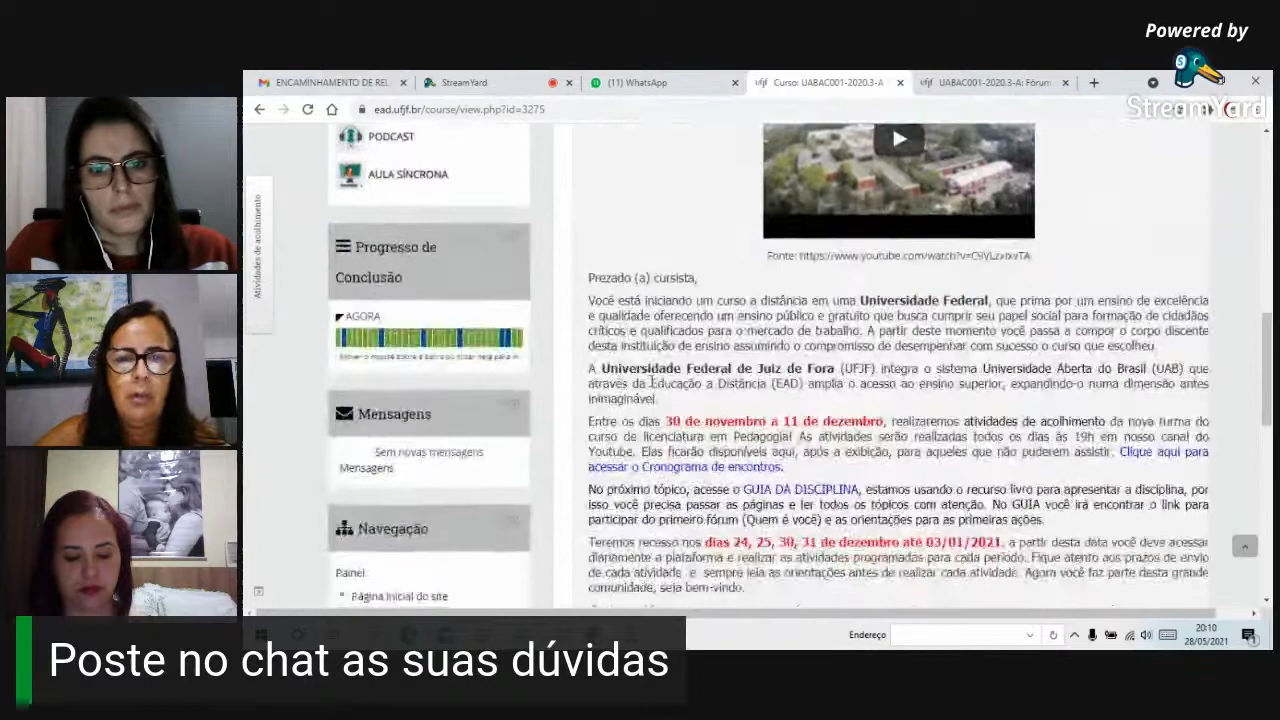 Powered by
StreamYard
ENCAMINHAMENTO DE REL
StreamYard
(11) WhatsApp
ufjf Curso: UABAC001-2020.3-A
ufjf UABAC001-2020.3-A: Fórum:
ead.ufjf.br/course/view.php?id=3275
Atividades de acolhimento
PODCAST
AULA SÍNCRONA
Progresso de
Conclusão
AGORA
Mensagens
Sem novas mensagens
Mensagens
Navegação
Painel
Página inicial do site
Prezado (a) cursista,
Você está iniciando um curso a distância em uma Universidade Federal, que prima por um ensino de excelência
e qualidade oferecendo um ensino público e gratuito que busca cumprir seu papel social para formação de cidadãos
críticos e qualificados para o mercado de trabalho. A partir deste momento você passa a compor o corpo discente
desta instituição de ensino assumindo o compromisso de desempenhar com sucesso o curso que escolheu.
A Universidade Federal de Juiz de Fora (UFJF) integra o sistema Universidade Aberta do Brasil (UAB) que
através da Educação a Distância (EAD) amplia o acesso ao ensino superior, expandindo-o numa dimensão antes
inimaginável.
Entre os dias 30 de novembro a 11 de dezembro, realizaremos atividades de acolhimento da nova turma do
curso de licenciatura em Pedagogia! As atividades serão realizadas todos os dias às 19h em nosso canal do
Youtube. Elas ficarão disponíveis aqui, após a exibição, para aqueles que não puderem assistir. Clique aqui para
acessar o Cronograma de encontros.
No próximo tópico, acesse o GUIA DA DISCIPLINA, estamos usando o recurso livro para apresentar a disciplina, por
isso você precisa passar as páginas e ler todos os tópicos com atenção. No GUIA você irá encontrar o link para
participar do primeiro fórum (Quem é você) e as orientações para as primeiras ações.
Teremos recesso nos dias 24, 25, 30, 31 de dezembro até 03/01/2021, a partir desta data você deve acessar
diariamente a plataforma e realizar as atividades programadas para cada período. Fique atento aos prazos de envio
de cada atividade e sempre leia as orientações antes de realizar cada atividade. Agora você faz parte desta grande
comunidade, seja bem-vindo.
Endereço
20:10
28/05/2021
Poste no chat as suas dúvidas